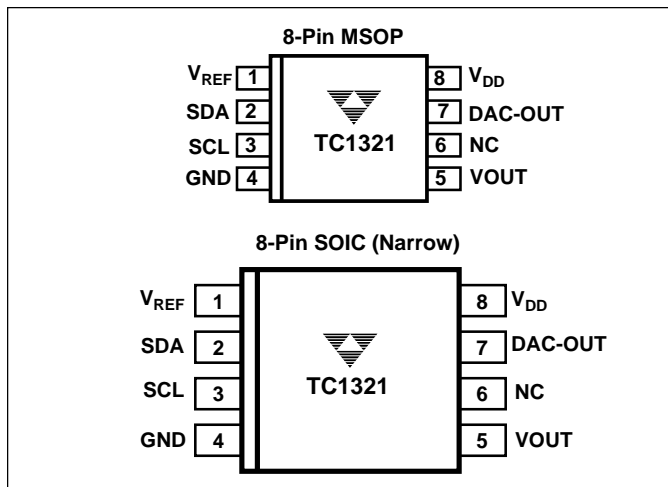 8-Pin MSOP
VREF 1 8 VDD
SDA 2 7 DAC-OUT
TC1321
SCL 3 6 NC
GND 4 5 VOUT
8-Pin SOIC (Narrow)
VREF 1 8 VDD
SDA 2 7 DAC-OUT
TC1321
SCL 3 6 NC
GND 4 5 VOUT